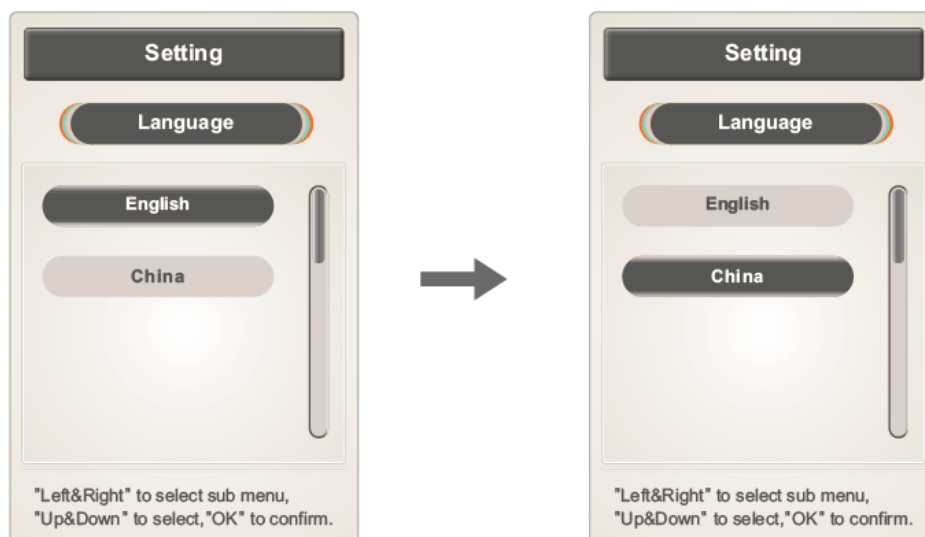 Setting
Language
English
China
"Left&Right" to select sub menu,
"Up&Down" to select,"OK" to confirm.
Setting
Language
English
China
"Left&Right" to select sub menu,
"Up&Down" to select,"OK" to confirm.